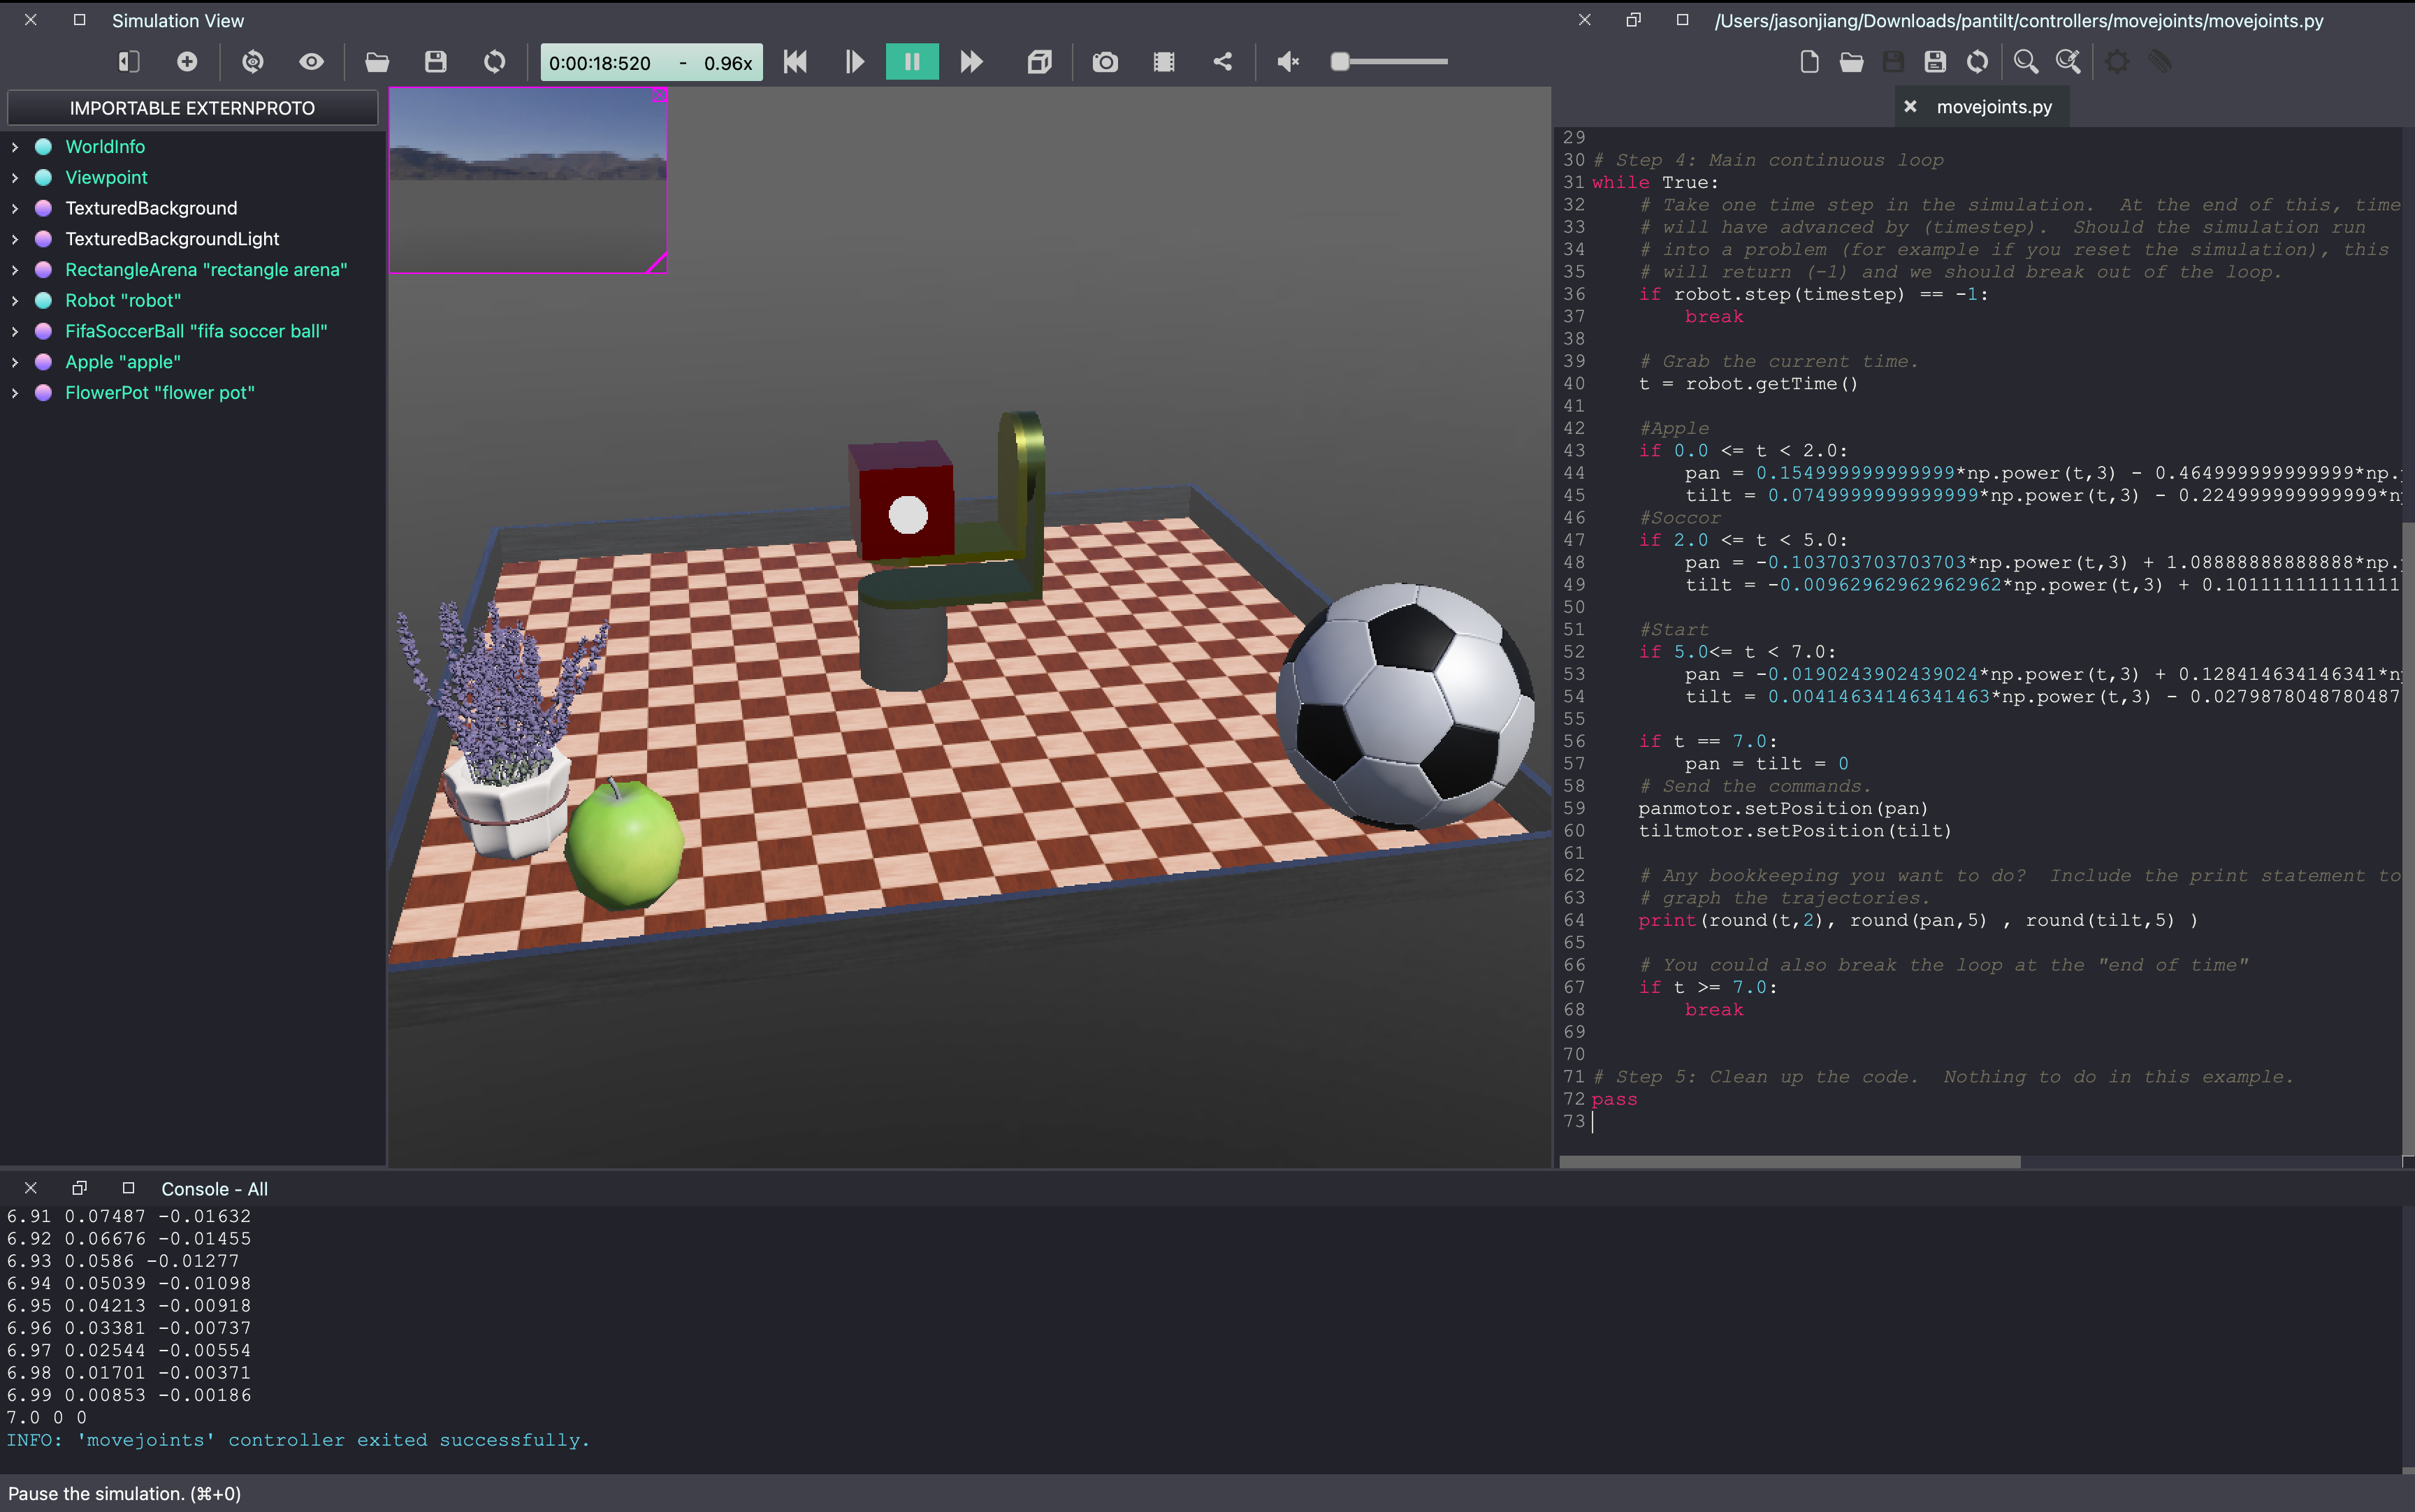 Simulation View
0:00:18:520 - 0.96x
IMPORTABLE EXTERNPROTO
WorldInfo
Viewpoint
TexturedBackground
TexturedBackgroundLight
RectangleArena "rectangle arena"
Robot "robot"
FifaSoccerBall "fifa soccer ball"
Apple "apple"
FlowerPot "flower pot"
/Users/jasonjiang/Downloads/pantilt/controllers/movejoints/movejoints.py
movejoints.py
29
30 # Step 4: Main continuous loop
31 while True:
32 # Take one time step in the simulation. At the end of this, time
33 # will have advanced by (timestep). Should the simulation run
34 # into a problem (for example if you reset the simulation), this
35 # will return (-1) and we should break out of the loop.
36 if robot.step(timestep) == -1:
37 break
38
39 # Grab the current time.
40 t = robot.getTime()
41
42 #Apple
43 if 0.0 <= t < 2.0:
44 pan = 0.154999999999999*np.power(t,3) - 0.464999999999999*np.
45 tilt = 0.0749999999999999*np.power(t,3) - 0.224999999999999*n
46 #Soccor
47 if 2.0 <= t < 5.0:
48 pan = -0.103703703703703*np.power(t,3) + 1.08888888888888*np.
49 tilt = -0.00962962962962962*np.power(t,3) + 0.101111111111111
50
51 #Start
52 if 5.0<= t < 7.0:
53 pan = -0.0190243902439024*np.power(t,3) + 0.128414634146341*n
54 tilt = 0.00414634146341463*np.power(t,3) - 0.0279878048780487
55
56 if t == 7.0:
57 pan = tilt = 0
58 # Send the commands.
59 panmotor.setPosition(pan)
60 tiltmotor.setPosition(tilt)
61
62 # Any bookkeeping you want to do? Include the print statement to
63 # graph the trajectories.
64 print(round(t,2), round(pan,5) , round(tilt,5) )
65
66 # You could also break the loop at the "end of time"
67 if t >= 7.0:
68 break
69
70
71 # Step 5: Clean up the code. Nothing to do in this example.
72 pass
73
Console - All
6.91 0.07487 -0.01632
6.92 0.06676 -0.01455
6.93 0.0586 -0.01277
6.94 0.05039 -0.01098
6.95 0.04213 -0.00918
6.96 0.03381 -0.00737
6.97 0.02544 -0.00554
6.98 0.01701 -0.00371
6.99 0.00853 -0.00186
7.0 0 0
INFO: 'movejoints' controller exited successfully.
Pause the simulation. (⌘+0)